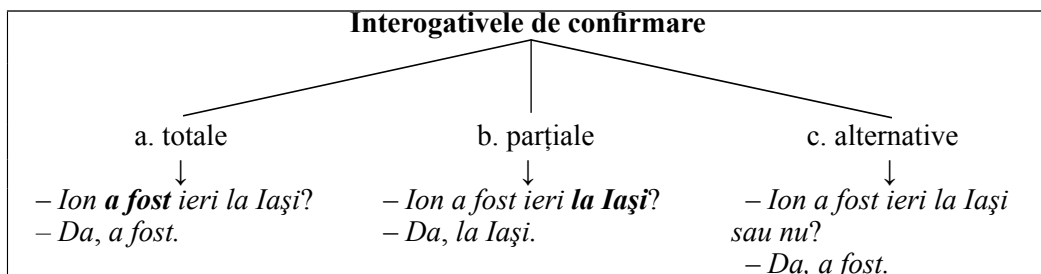 Interogativele de confirmare
a. totale
↓
– Ion a fost ieri la Iaşi?
– Da, a fost.
b. parţiale
↓
– Ion a fost ieri la Iaşi?
– Da, la Iaşi.
c. alternative
↓
– Ion a fost ieri la Iaşi
sau nu?
– Da, a fost.